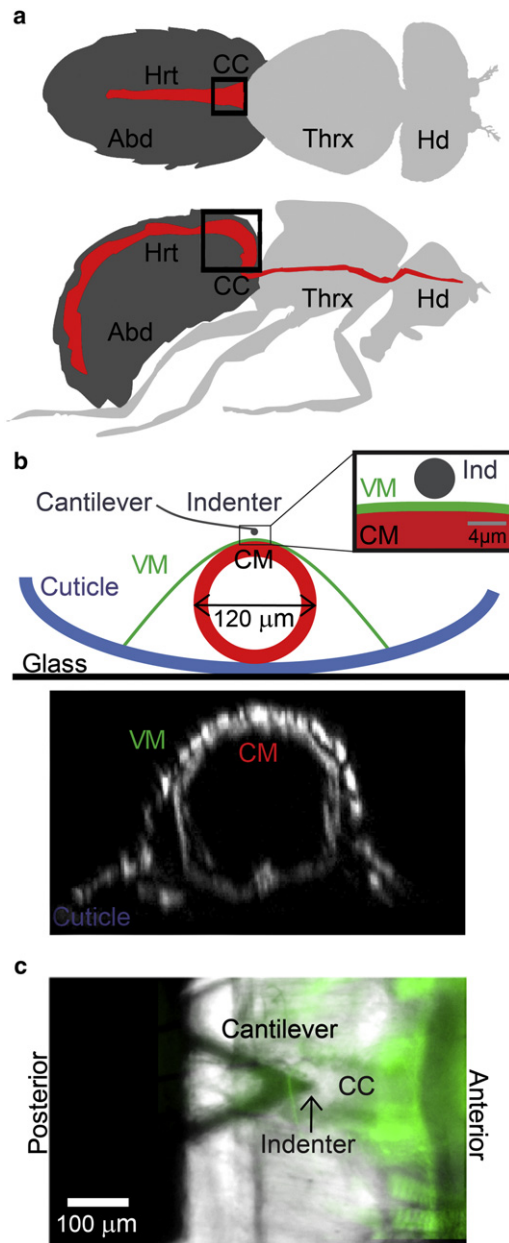 a
CC
Hrt
Abd
Thrx
Hd
Hrt
CC
Abd
Thrx
Hd
b
Cantilever Indenter
Ind
VM
CM
4μm
VM
CM
Cuticle
120 μm
Glass
VM
CM
Cuticle
c
Cantilever
CC
Indenter
Posterior
Anterior
100 μm